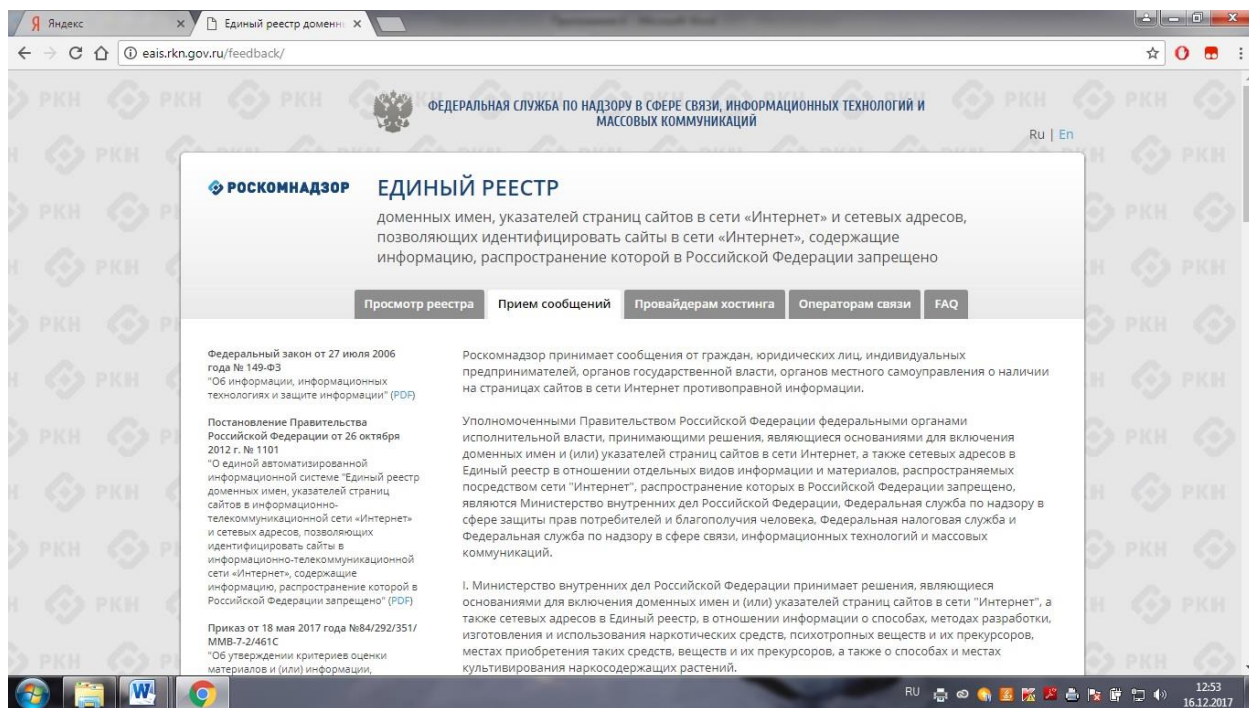 Яндекс
Единый реестр доменн
eais.rkn.gov.ru/feedback/
ФЕДЕРАЛЬНАЯ СЛУЖБА ПО НАДЗОРУ В СФЕРЕ СВЯЗИ, ИНФОРМАЦИОННЫХ ТЕХНОЛОГИЙ И
МАССОВЫХ КОММУНИКАЦИЙ
Ru | En
РКН
РОСКОМНАДЗОР
ЕДИНЫЙ РЕЕСТР
доменных имен, указателей страниц сайтов в сети «Интернет» и сетевых адресов,
позволяющих идентифицировать сайты в сети «Интернет», содержащие
информацию, распространение которой в Российской Федерации запрещено
Просмотр реестра Прием сообщений Провайдерам хостинга Операторам связи FAQ
Федеральный закон от 27 июля 2006
года № 149-ФЗ
"Об информации, информационных
технологиях и защите информации" (PDF)
Постановление Правительства
Российской Федерации от 26 октября
2012 г. № 1101
"О единой автоматизированной
информационной системе "Единый реестр
доменных имен, указателей страниц
сайтов в информационно-
телекоммуникационной сети «Интернет»
и сетевых адресов, позволяющих
идентифицировать сайты в
информационно-телекоммуникационной
сети «Интернет», содержащие
информацию, распространение которой в
Российской Федерации запрещено" (PDF)
Приказ от 18 мая 2017 года №84/292/351/
ММВ-7-2/461С
"Об утверждении критериев оценки
материалов и (или) информации,
Роскомнадзор принимает сообщения от граждан, юридических лиц, индивидуальных
предпринимателей, органов государственной власти, органов местного самоуправления о наличии
на страницах сайтов в сети Интернет противоправной информации.
Уполномоченными Правительством Российской Федерации федеральными органами
исполнительной власти, принимающими решения, являющиеся основаниями для включения
доменных имен и (или) указателей страниц сайтов в сети Интернет, а также сетевых адресов в
Единый реестр в отношении отдельных видов информации и материалов, распространяемых
посредством сети "Интернет", распространение которых в Российской Федерации запрещено,
являются Министерство внутренних дел Российской Федерации, Федеральная служба по надзору в
сфере защиты прав потребителей и благополучия человека, Федеральная налоговая служба и
Федеральная служба по надзору в сфере связи, информационных технологий и массовых
коммуникаций.
I. Министерство внутренних дел Российской Федерации принимает решения, являющиеся
основаниями для включения доменных имен и (или) указателей страниц сайтов в сети "Интернет", а
также сетевых адресов в Единый реестр, в отношении информации о способах, методах разработки,
изготовления и использования наркотических средств, психотропных веществ и их прекурсоров,
местах приобретения таких средств, веществ и их прекурсоров, а также о способах и местах
культивирования наркосодержащих растений.
RU
12:53
16.12.2017